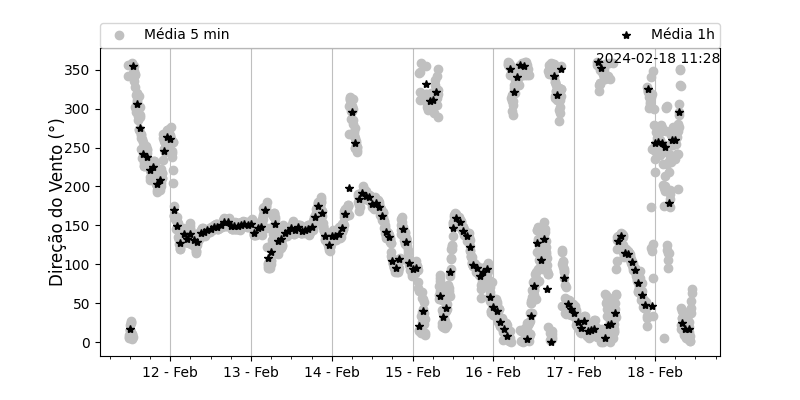 Média 5 min
Média 1h
2024-02-18 11:28
Direção do Vento (°)
350
300
250
200
150
100
50
0
12 - Feb
13 - Feb
14 - Feb
15 - Feb
16 - Feb
17 - Feb
18 - Feb